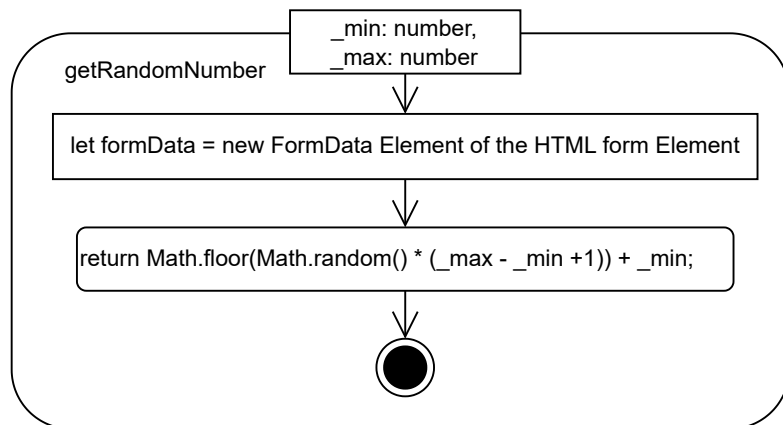 _min: number,
_max: number
getRandomNumber
let formData = new FormData Element of the HTML form Element
return Math.floor(Math.random() * (_max - _min +1)) + _min;